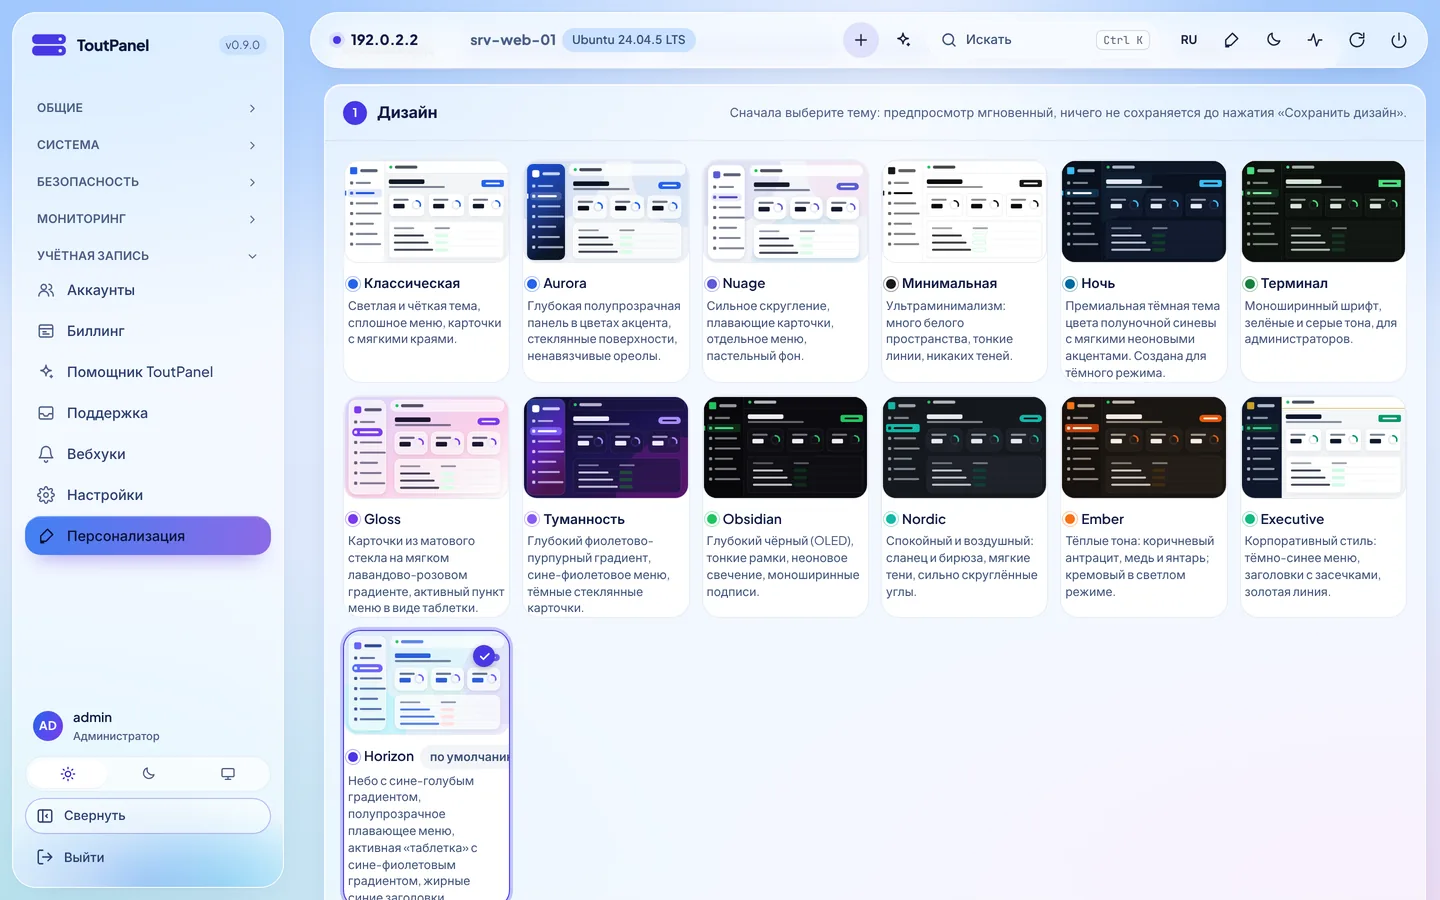 ToutPanel
v0.9.0
ОБЩИЕ
СИСТЕМА
БЕЗОПАСНОСТЬ
МОНИТОРИНГ
УЧЁТНАЯ ЗАПИСЬ
Аккаунты
Биллинг
Помощник ToutPanel
Поддержка
Вебхуки
Настройки
Персонализация
AD
admin
Администратор
Свернуть
Выйти
192.0.2.2
srv-web-01
Ubuntu 24.04.5 LTS
Искать
Ctrl K
RU
1
Дизайн
Сначала выберите тему: предпросмотр мгновенный, ничего не сохраняется до нажатия «Сохранить дизайн».
Классическая
Светлая и чёткая тема,
сплошное меню, карточки
с мягкими краями.
Aurora
Глубокая полупрозрачная
панель в цветах акцента,
стеклянные поверхности,
ненавязчивые ореолы.
Nuage
Сильное скругление,
плавающие карточки,
отдельное меню,
пастельный фон.
Минимальная
Ультраминимализм:
много белого
пространства, тонкие
линии, никаких теней.
Ночь
Премиальная тёмная тема
цвета полуночной синевы
с мягкими неоновыми
акцентами. Создана для
тёмного режима.
Терминал
Моноширинный шрифт,
зелёные и серые тона, для
администраторов.
Gloss
Карточки из матового
стекла на мягком
лавандово-розовом
градиенте, активный пункт
меню в виде таблетки.
Туманность
Глубокий фиолетово-
пурпурный градиент,
сине-фиолетовое меню,
тёмные стеклянные
карточки.
Obsidian
Глубокий чёрный (OLED),
тонкие рамки, неоновое
свечение, моноширинные
подписи.
Nordic
Спокойный и воздушный:
сланец и бирюза, мягкие
тени, сильно скруглённые
углы.
Ember
Тёплые тона: коричневый
антрацит, медь и янтарь;
кремовый в светлом
режиме.
Executive
Корпоративный стиль:
тёмно-синее меню,
заголовки с засечками,
золотая линия.
Horizon
по умолчани
Небо с сине-голубым
градиентом,
полупрозрачное
плавающее меню,
активная «таблетка» с
сине-фиолетовым
градиентом, жирные
синие заголовки